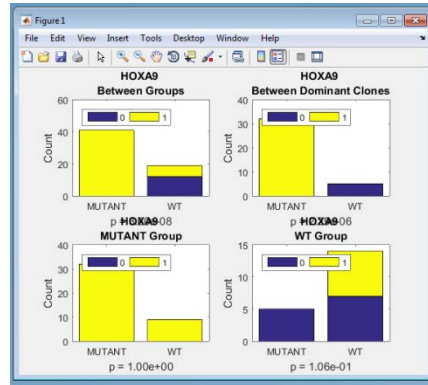 Figure 1
File Edit View Insert Tools Desktop Window Help
HOXA9
Between Groups
60
40
20
0
Count
0 1
MUTANT WT
HOXA9
Between Dominant Clones
40
30
20
10
0
Count
0 1
MUTANT WT
p = -08
HOXA9
MUTANT Group
40
30
20
10
0
Count
0 1
MUTANT WT
p = 1.00e+00
p = -06
HOXA9
WT Group
15
10
5
0
Count
0 1
MUTANT WT
p = 1.06e-01